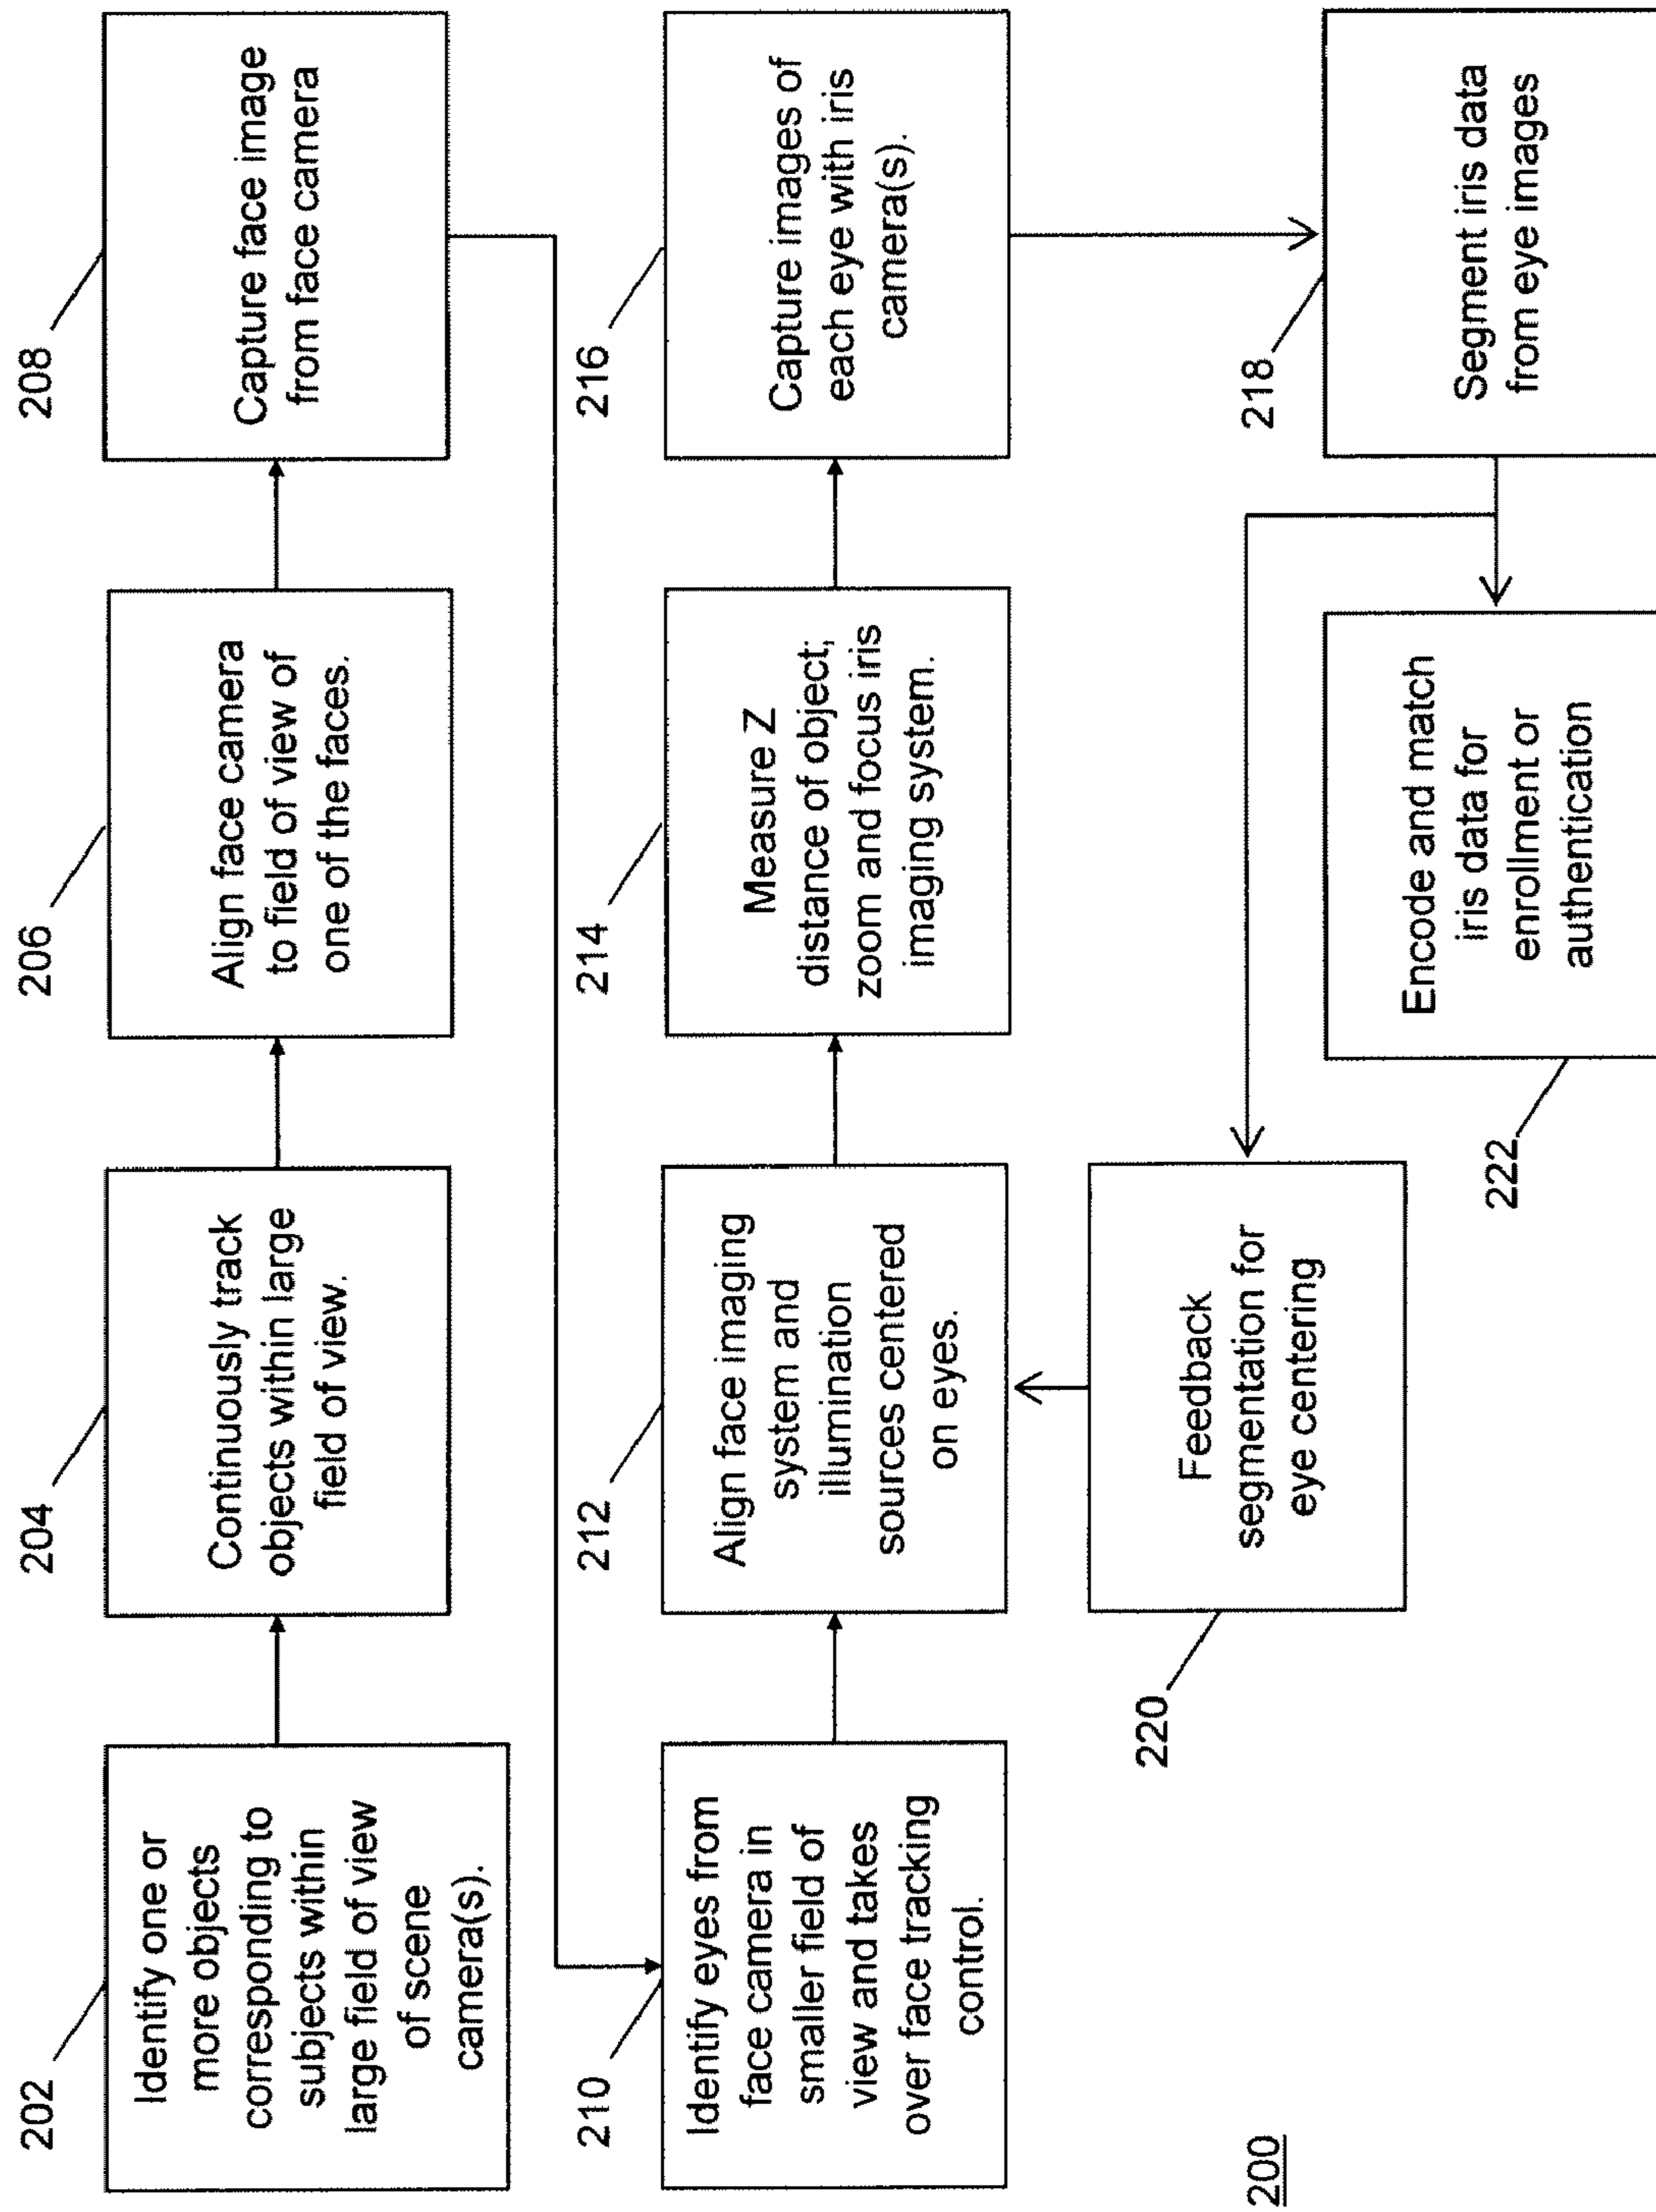 202
Identify one or
more objects
corresponding to
subjects within
large field of view
of scene
camera(s).
204
Continuously track
objects within large
field of view.
206
Align face camera
to field of view of
one of the faces.
208
Capture face image
from face camera
210
Identify eyes from
face camera in
smaller field of
view and takes
over face tracking
control.
212
Align face imaging
system and
illumination
sources centered
on eyes.
214
Measure Z
distance of object;
zoom and focus iris
imaging system.
216
Capture images of
each eye with iris
camera(s).
218
Segment iris data
from eye images
220
Feedback
segmentation for
eye centering
222
Encode and match
iris data for
enrollment or
authentication
200